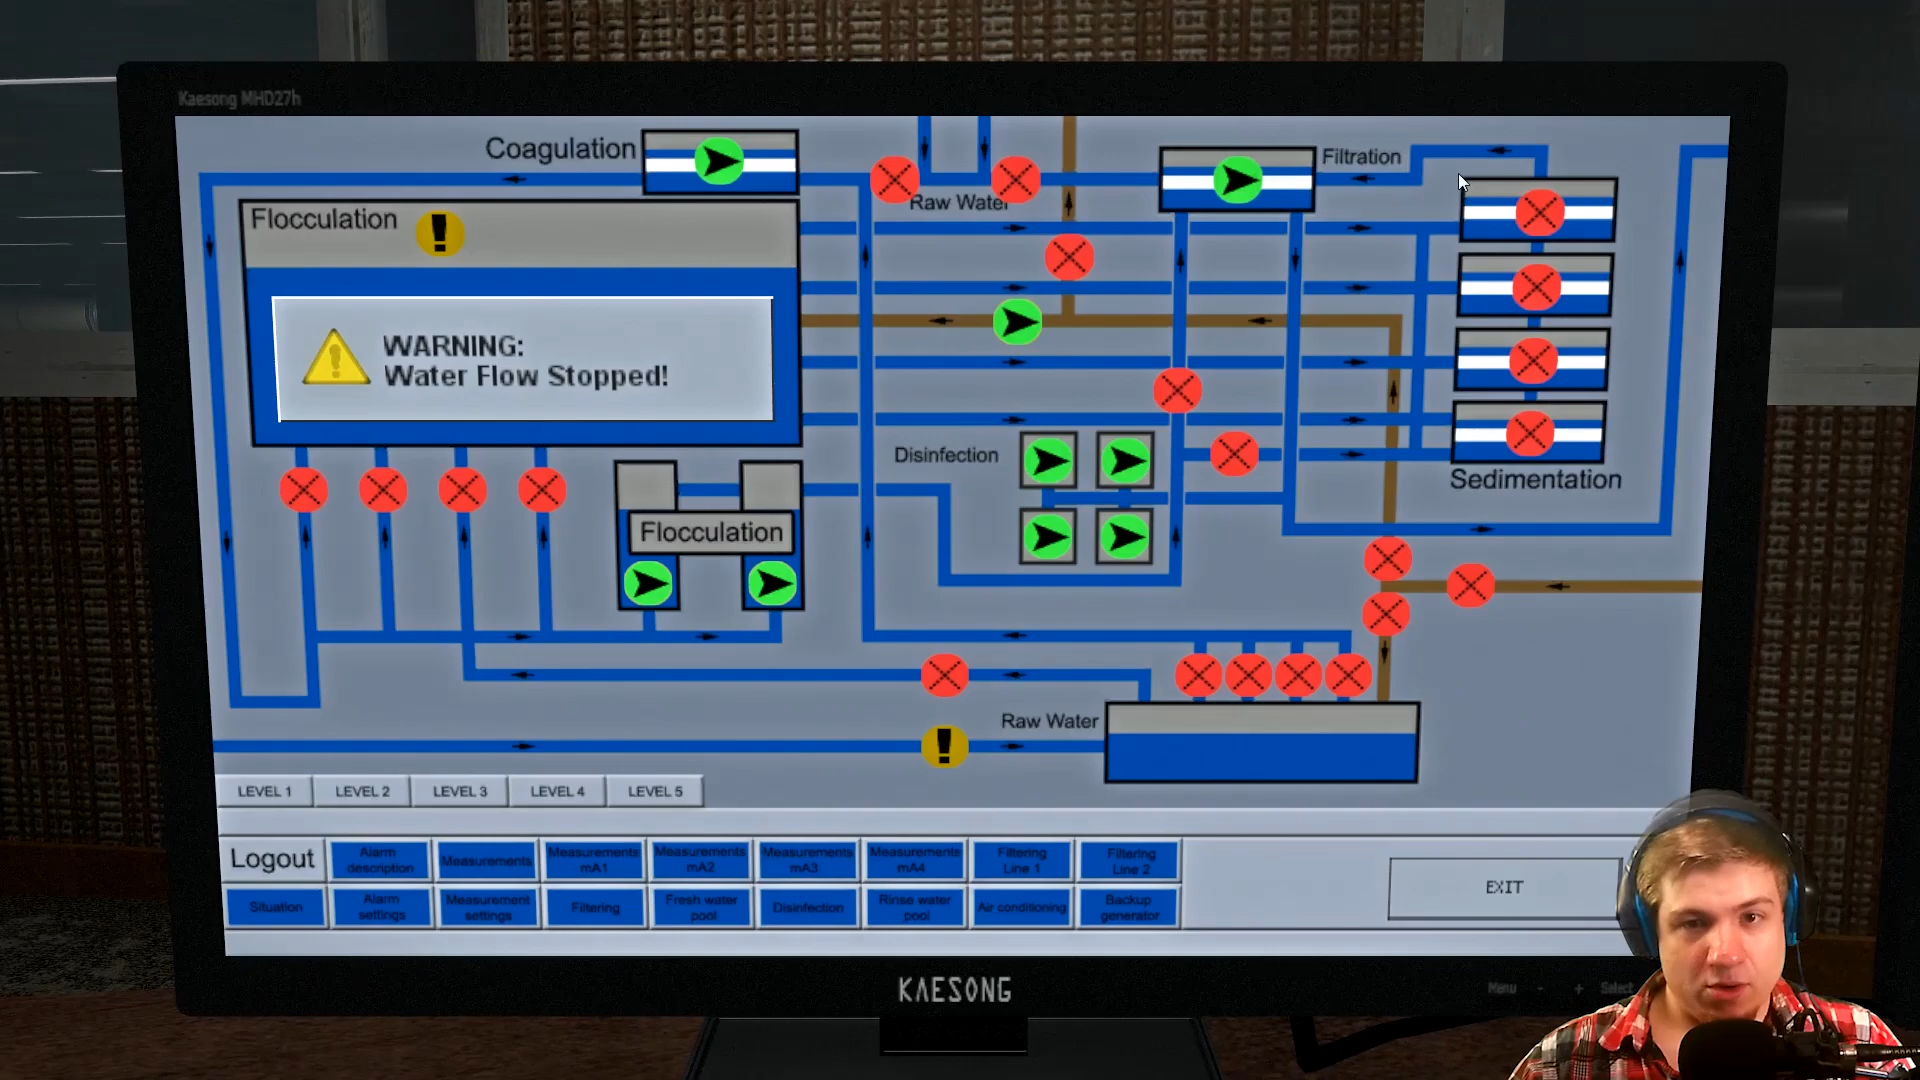 Kaesong MHD27h
Coagulation
Filtration
Raw Water
Flocculation
!
WARNING:
Water Flow Stopped!
Disinfection
Sedimentation
Flocculation
Raw Water
!
LEVEL 1
LEVEL 2
LEVEL 3
LEVEL 4
LEVEL 5
Logout
Alarm
description
Measurements
Measurements
mA1
Measurements
mA2
Measurements
mA3
Measurements
mA4
Filtering
Line 1
Filtering
Line 2
EXIT
Situation
Alarm
settings
Measurement
settings
Filtering
Fresh water
pool
Disinfection
Rinse water
pool
Air conditioning
Backup
generator
KAESONG
Menu - + Select